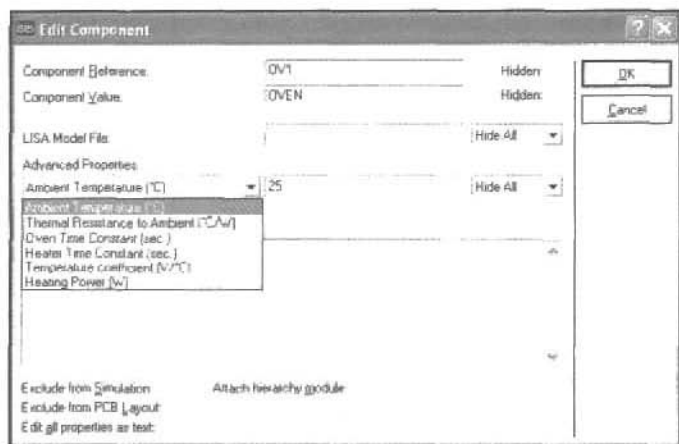 ISIS Edit Component
Component Reference: OV1 Hidden: OK
Component Value: OVEN Hidden: Cancel
LISA Model File: Hide All
Advanced Properties:
Ambient Temperature (°C) 25 Hide All
Ambient Temperature (°C)
Thermal Resistance to Ambient (°C/W)
Oven Time Constant (sec.)
Heater Time Constant (sec.)
Temperature coefficient (V/°C)
Heating Power (W)
Exclude from Simulation Attach hierarchy module
Exclude from PCB Layout
Edit all properties as text: